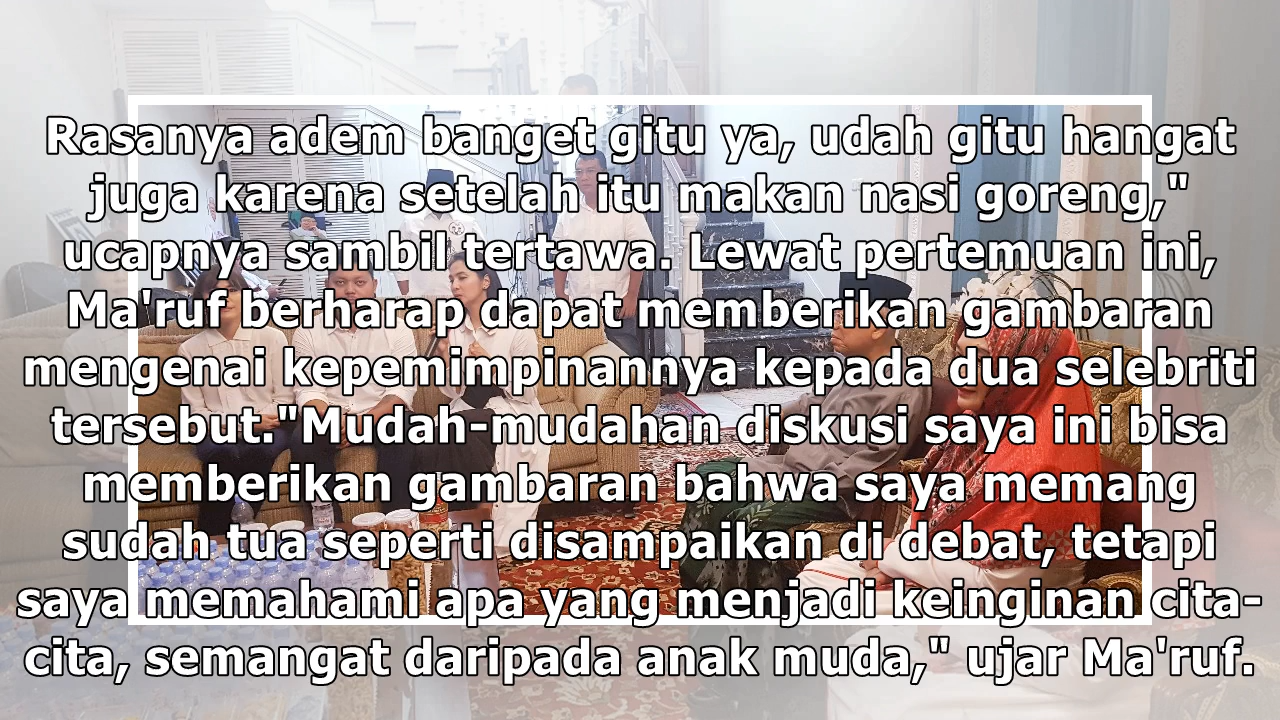 Rasanya adem banget gitu ya, udah gitu hangat
juga karena setelah itu makan nasi goreng,"
ucapnya sambil tertawa. Lewat pertemuan ini,
Ma'ruf berharap dapat memberikan gambaran
mengenai kepemimpinannya kepada dua selebriti
tersebut."Mudah-mudahan diskusi saya ini bisa
memberikan gambaran bahwa saya memang
sudah tua seperti disampaikan di debat, tetapi
saya memahami apa yang menjadi keinginan cita-
cita, semangat daripada anak muda," ujar Ma'ruf.